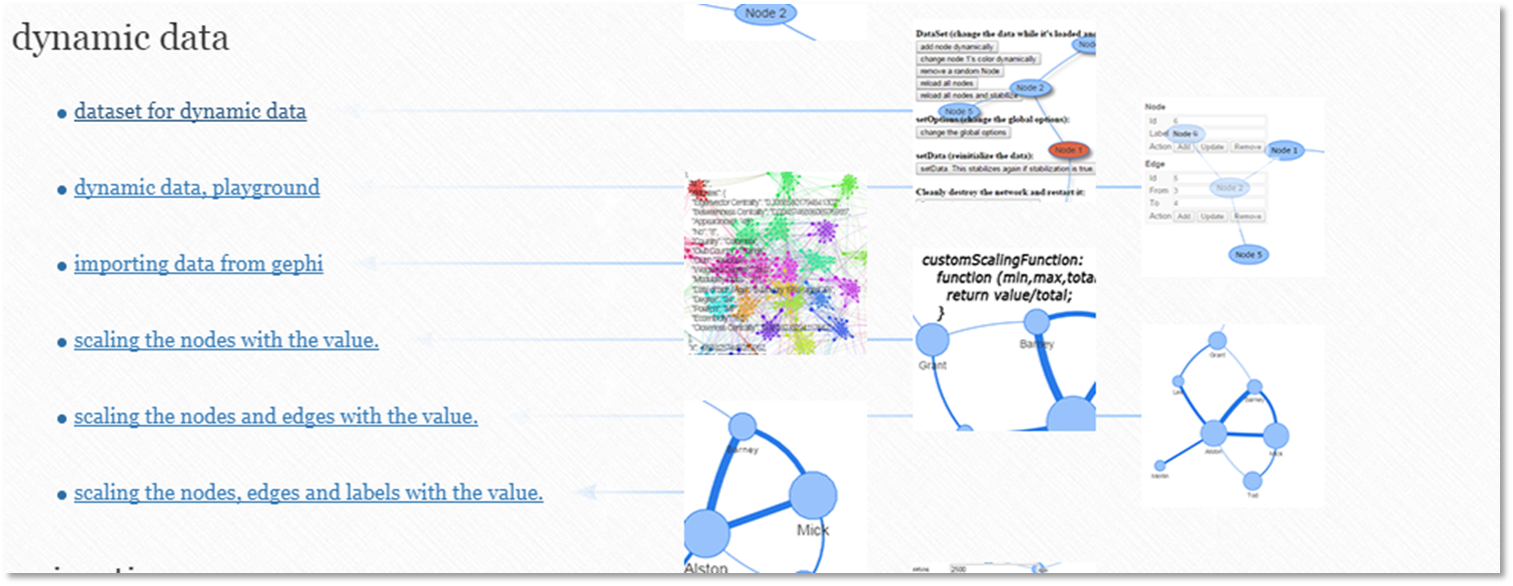 dynamic data
dataset for dynamic data
dynamic data, playground
importing data from gephi
scaling the nodes with the value.
scaling the nodes and edges with the value.
scaling the nodes, edges and labels with the value.
Node 2
DataSet (change the data while it's loaded
add node dynamically
change node 1's color dynamically
remove a random Node
reload all nodes
reload all nodes and stabilize
Node 2
Node 5
setOptions (change the global options):
change the global options
Node 3
setData (reinitialize the data):
setData. This stabilizes again if stabilization is true.
Cleanly destroy the network and restart it:
Node
Id 6
Label Node 6
Action Add Update Remove
Node 1
Edge
Id 5
From 3
Node 2
To 4
Action Add Update Remove
Node 5
customScalingFunction:
function (min,max,tota
return value/total;
}
Barney
Grant
Grant
Barney
Alston
Mick
Tod
Barney
Mick
Alston
2500